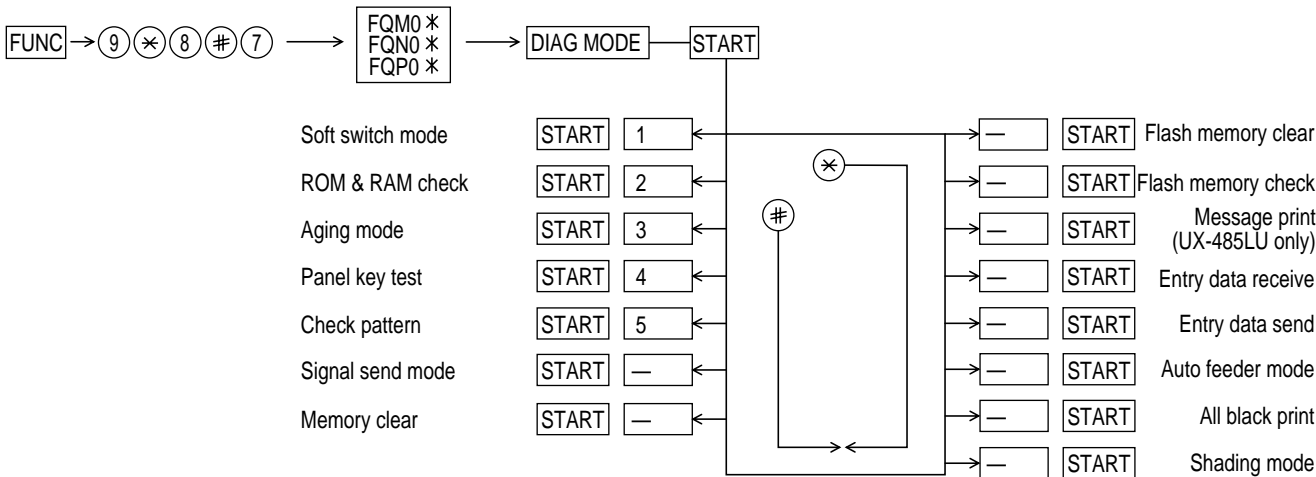 FUNC 9 * 8 # 7 FQM0 *
FQN0 *
FQP0 *
DIAG MODE START
Soft switch mode START 1
ROM & RAM check START 2
Aging mode START 3
Panel key test START 4
Check pattern START 5
Signal send mode START —
Memory clear START —
*
#
— START Flash memory clear
— START Flash memory check
— START Message print
(UX-485LU only)
— START Entry data receive
— START Entry data send
— START Auto feeder mode
— START All black print
— START Shading mode